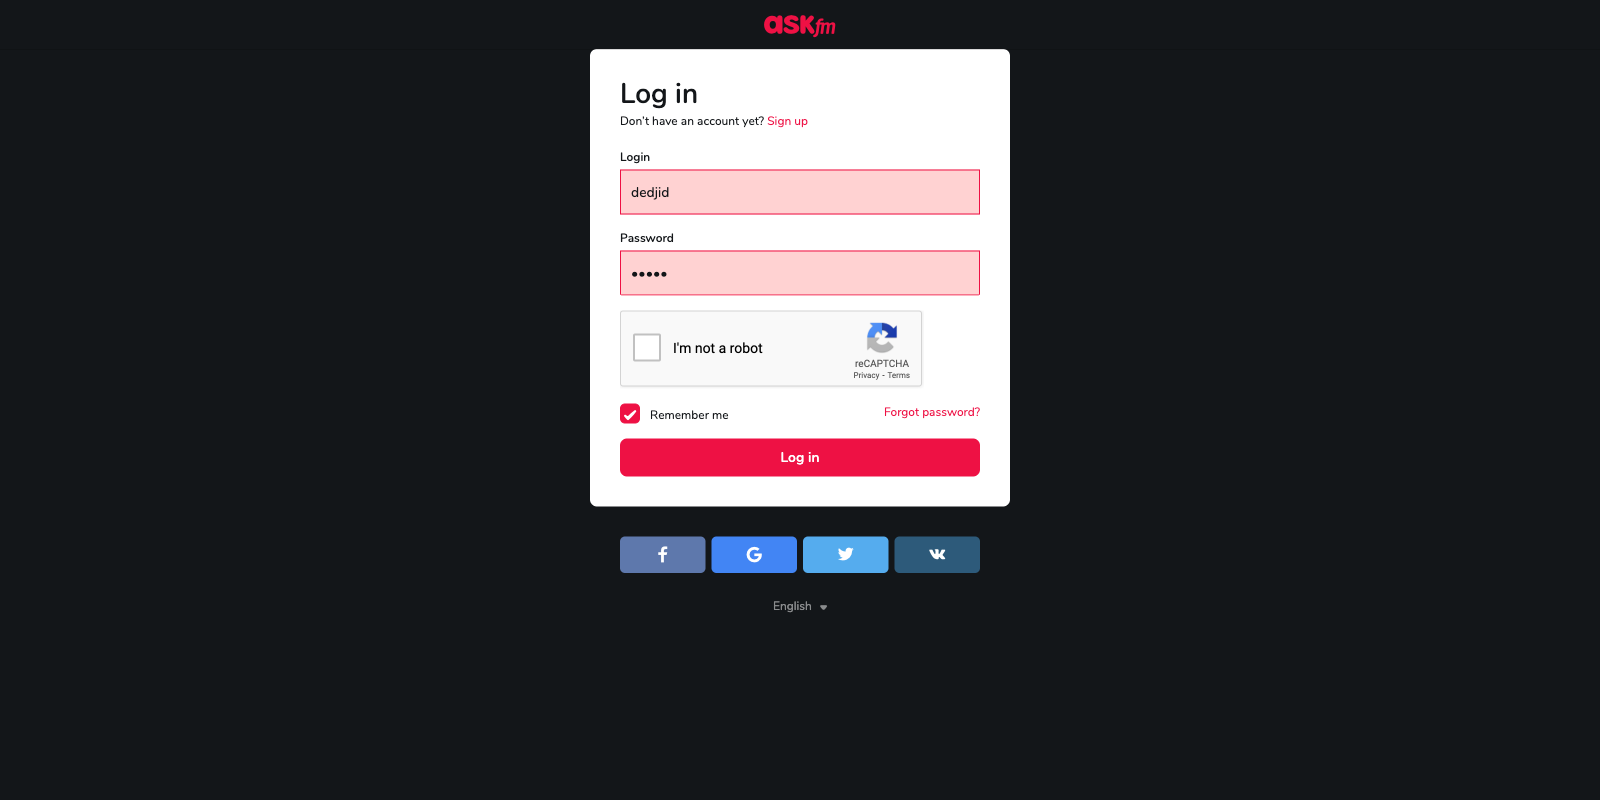 askfm
Log in
Don't have an account yet? Sign up
Login
dedjid
Password
•••••
I'm not a robot
reCAPTCHA
Privacy - Terms
Remember me
Forgot password?
Log in
English